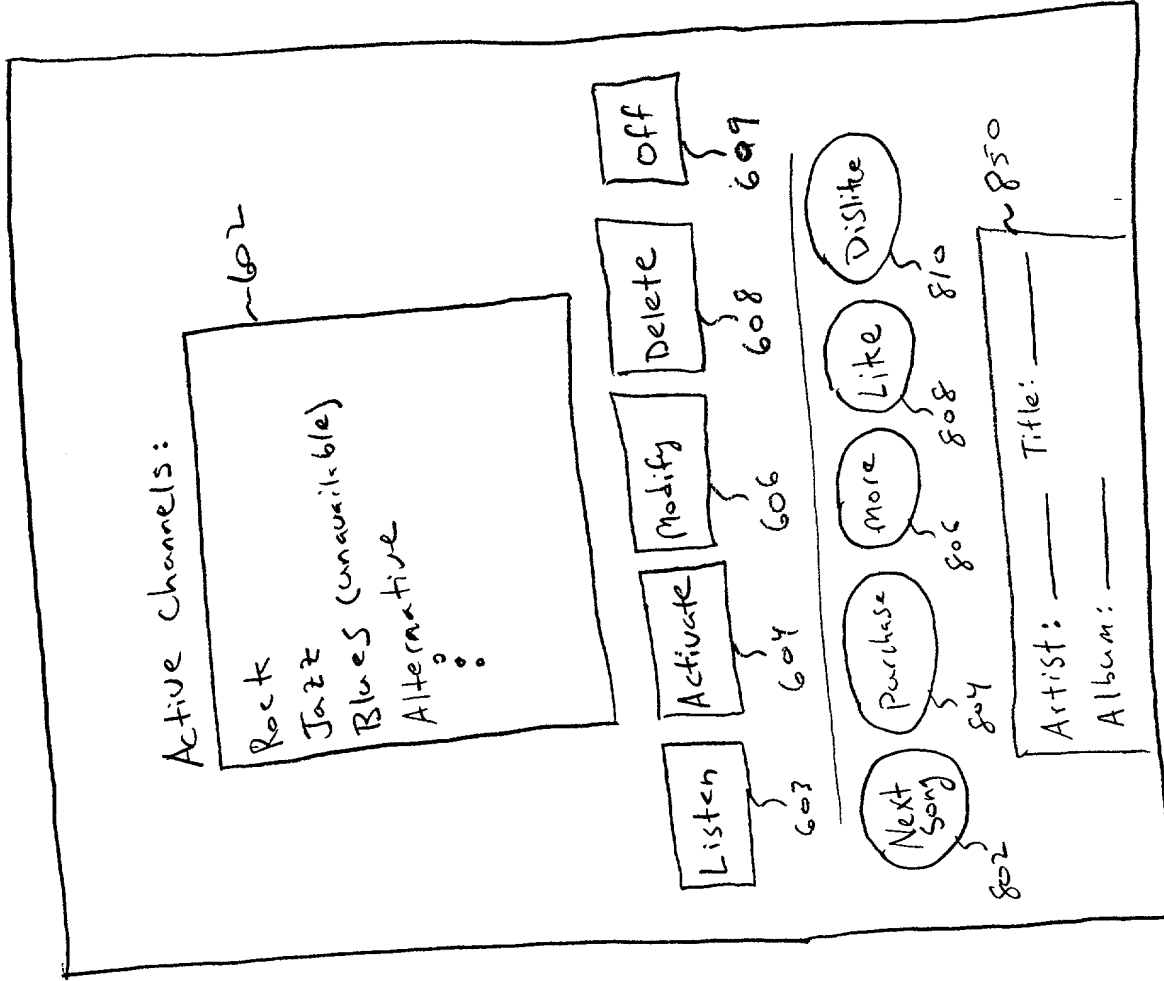 Active Channels:
~602
Rock
Jazz
Blues (unavailable)
Alternative
Listen Activate Modify Delete Off
603 604 606 608 609
Next Song Purchase More Like Dislike
802 804 806 808 810
~850
Artist: Title:
Album: